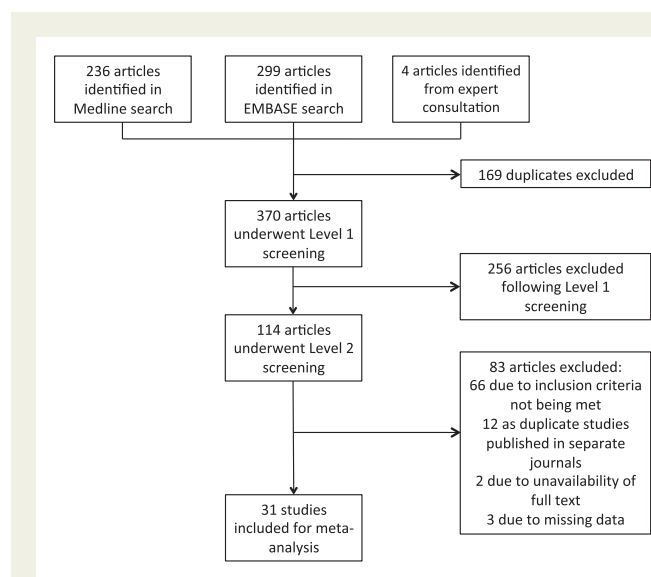 236 articles
identified in
Medline search
299 articles
identified in
EMBASE search
4 articles identified
from expert
consultation
169 duplicates excluded
370 articles
underwent Level 1
screening
256 articles excluded
following Level 1
screening
114 articles
underwent Level 2
screening
83 articles excluded:
66 due to inclusion criteria
not being met
12 as duplicate studies
published in separate
journals
2 due to unavailability of
full text
3 due to missing data
31 studies
included for meta-
analysis